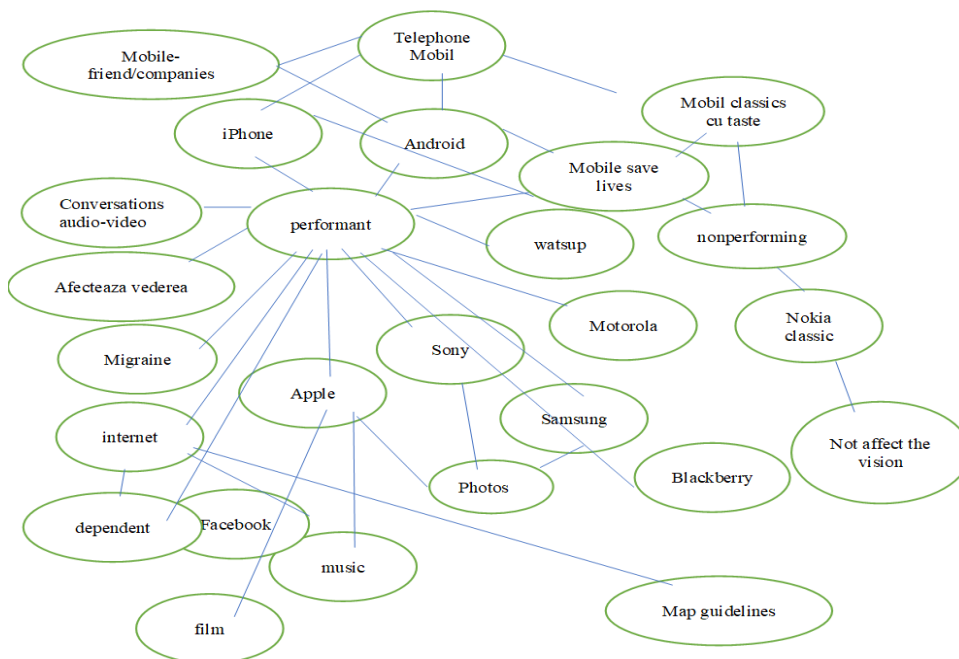 Telephone
Mobil
Mobile-
friend/companies
Mobil classics
cu taste
iPhone
Android
Mobile save
lives
Conversations
audio-video
performant
watsup
nonperforming
Afecteaza vederea
Motorola
Nokia
classic
Migraine
Sony
Apple
Samsung
internet
Not affect the
vision
Photos
Blackberry
dependent
Facebook
music
film
Map guidelines